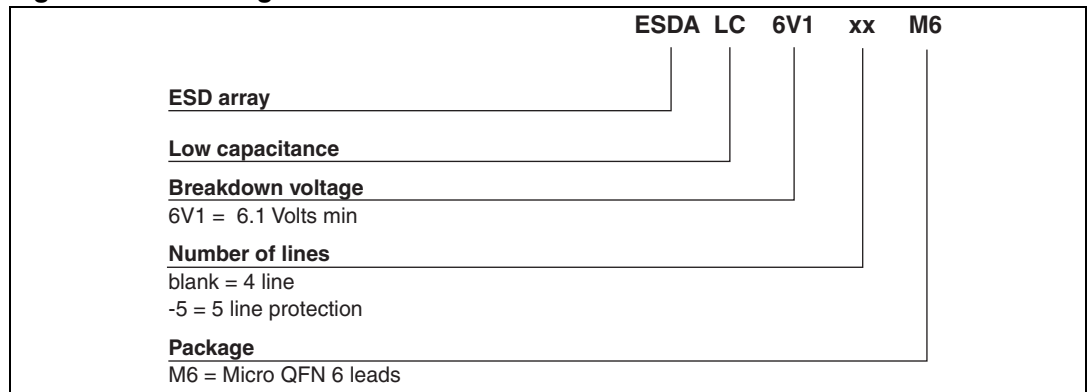 ESDA LC 6V1 xx M6
ESD array
Low capacitance
Breakdown voltage
6V1 = 6.1 Volts min
Number of lines
blank = 4 line
-5 = 5 line protection
Package
M6 = Micro QFN 6 leads